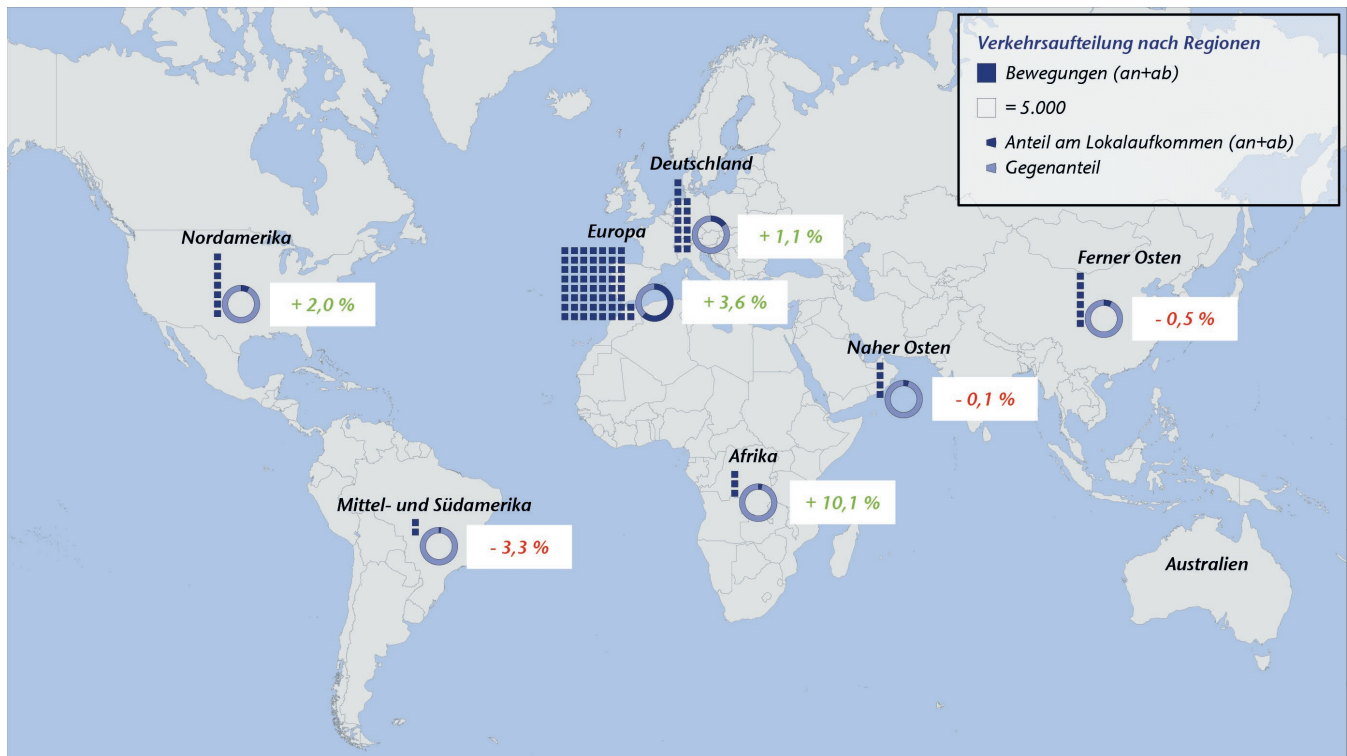 Verkehrsaufteilung nach Regionen
Bewegungen (an+ab)
= 5.000
Anteil am Lokalaufkommen (an+ab)
Gegenanteil
Deutschland
+ 1,1 %
Europa
+ 3,6 %
Nordamerika
+ 2,0 %
Ferner Osten
- 0,5 %
Naher Osten
- 0,1 %
Afrika
+ 10,1 %
Mittel- und Südamerika
- 3,3 %
Australien